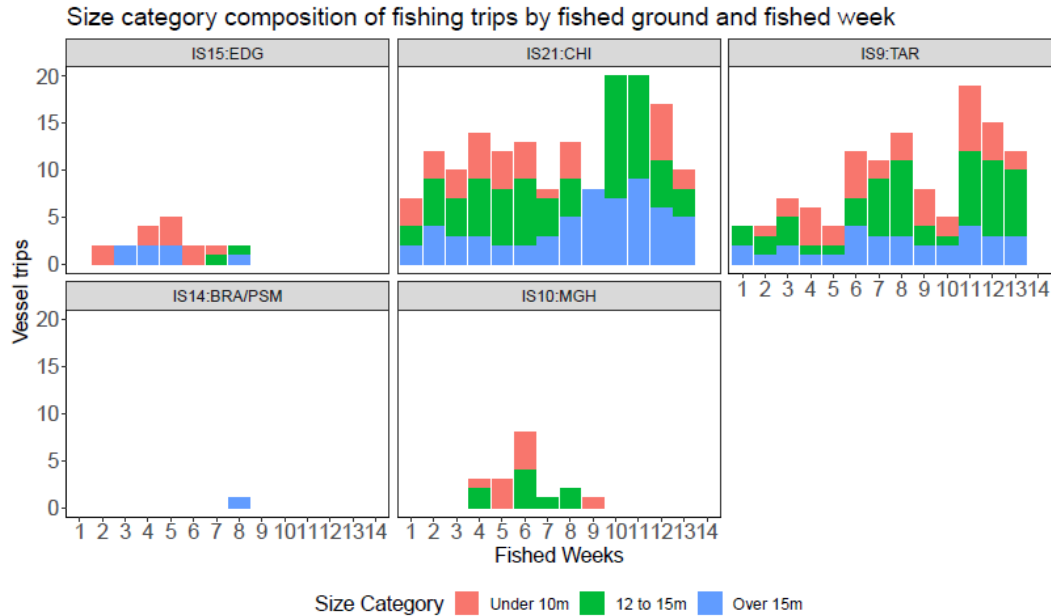 Size category composition of fishing trips by fished ground and fished week
IS15:EDG
IS21:CHI
IS9:TAR
20
15
10
5
0
1 2 3 4 5 6 7 8 9 10 11 12 13 14
IS14:BRA/PSM
IS10:MGH
20
15
10
5
0
1 2 3 4 5 6 7 8 9 10 11 12 13 14
1 2 3 4 5 6 7 8 9 10 11 12 13 14
Vessel trips
Fished Weeks
Size Category Under 10m 12 to 15m Over 15m